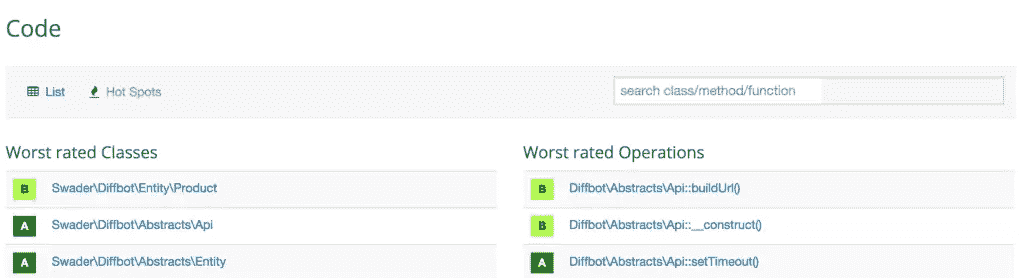 Code
List Hot Spots search class/method/function
Worst rated Classes
B Swader\Diffbot\Entity\Product
A Swader\Diffbot\Abstracts\Api
A Swader\Diffbot\Abstracts\Entity
Worst rated Operations
B Diffbot\Abstracts\Api::buildUrl()
B Diffbot\Abstracts\Api::__construct()
A Diffbot\Abstracts\Api::setTimeout()